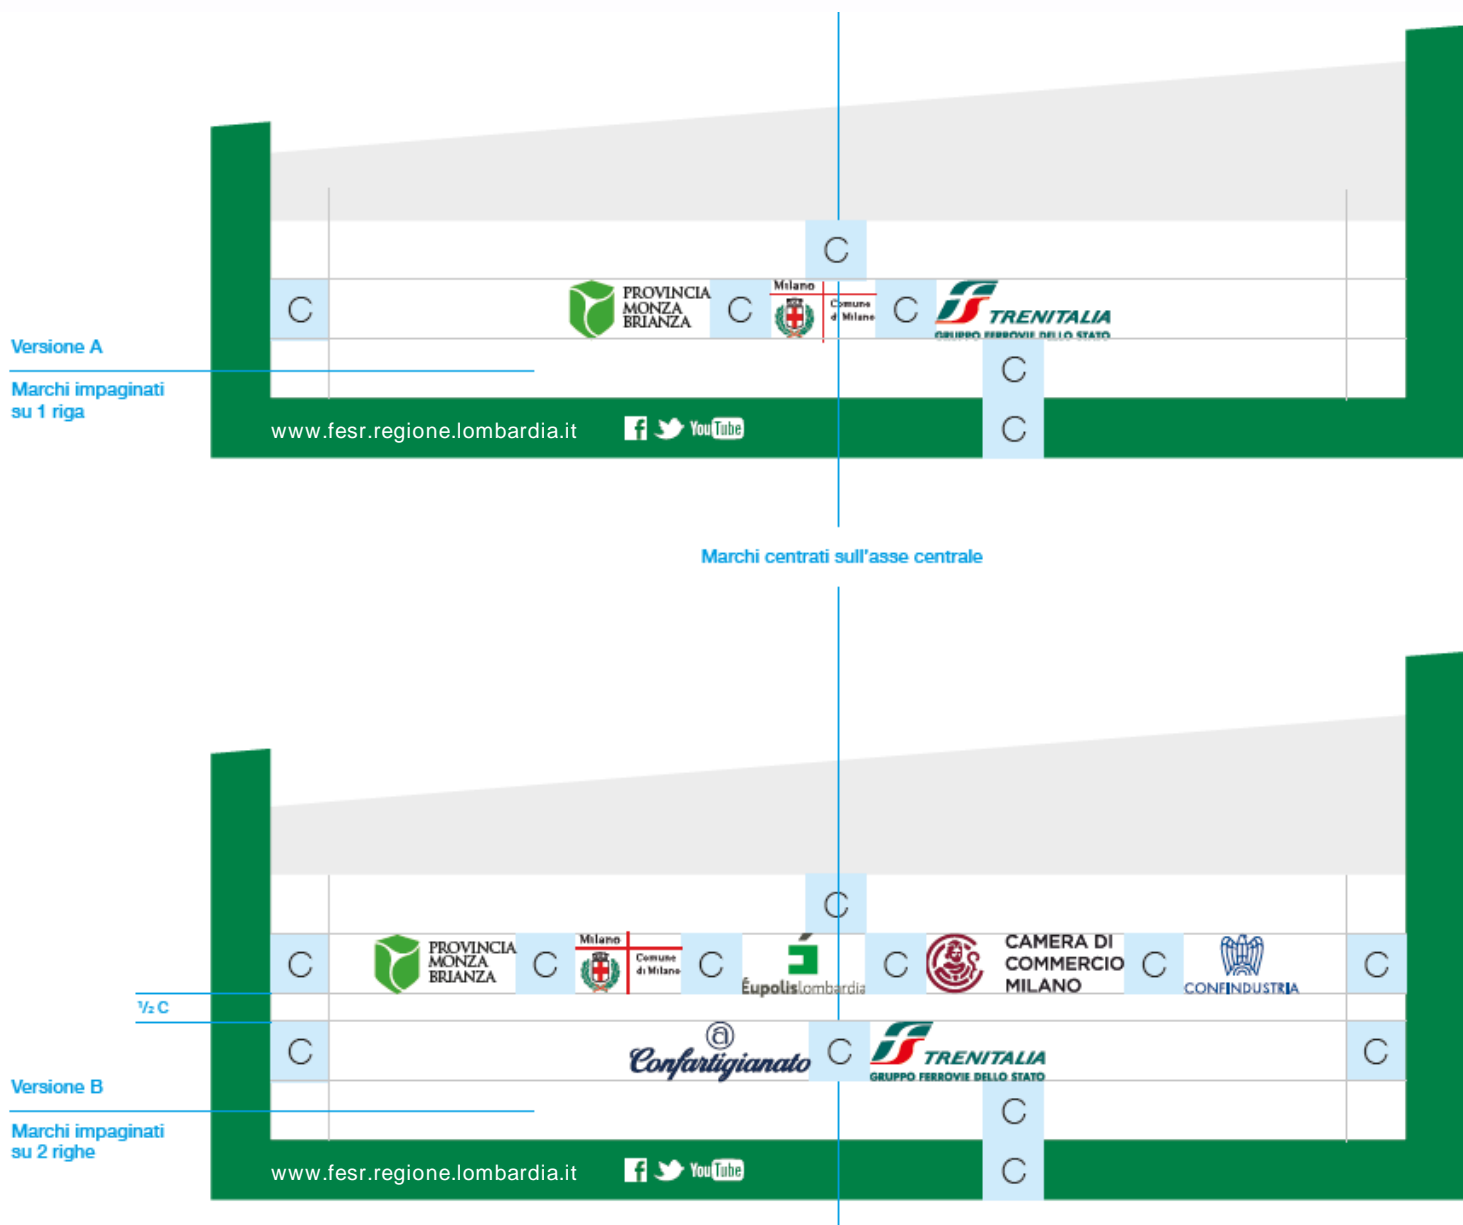 C
C
PROVINCIA
MONZA
BRIANZA
C
Milano
Comune
di Milano
C
TRENITALIA
GRUPPO FERROVIE DELLO STATO
Versione A
Marchi impaginati
su 1 riga
C
www.fesr.regione.lombardia.it
f
YouTube
C
Marchi centrati sull'asse centrale
C
C
PROVINCIA
MONZA
BRIANZA
C
Milano
Comune
di Milano
C
Éupolislombardia
C
CAMERA DI
COMMERCIO
MILANO
C
CONFINDUSTRIA
C
½ C
C
a
Confartigianato
C
TRENITALIA
GRUPPO FERROVIE DELLO STATO
C
Versione B
Marchi impaginati
su 2 righe
C
www.fesr.regione.lombardia.it
f
YouTube
C